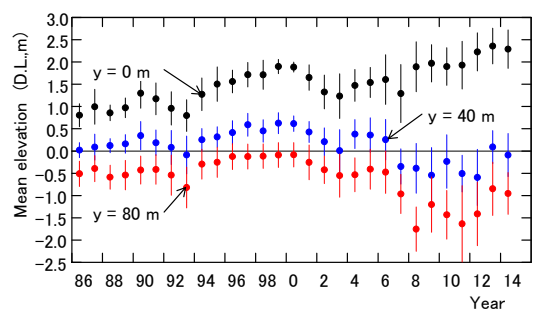 Mean elevation (D.L.,m)
3.0
2.5
2.0
1.5
1.0
0.5
0.0
-0.5
-1.0
-1.5
-2.0
-2.5
y = 0 m
y = 40 m
y = 80 m
86 88 90 92 94 96 98 0 2 4 6 8 10 12 14
Year